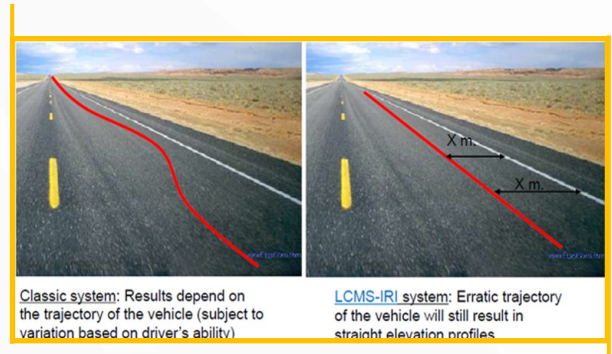 X m.
X m.
Classic system: Results depend on
the trajectory of the vehicle (subject to
variation based on driver's ability)
LCMS-IRI system: Erratic trajectory
of the vehicle will still result in
straight elevation profiles